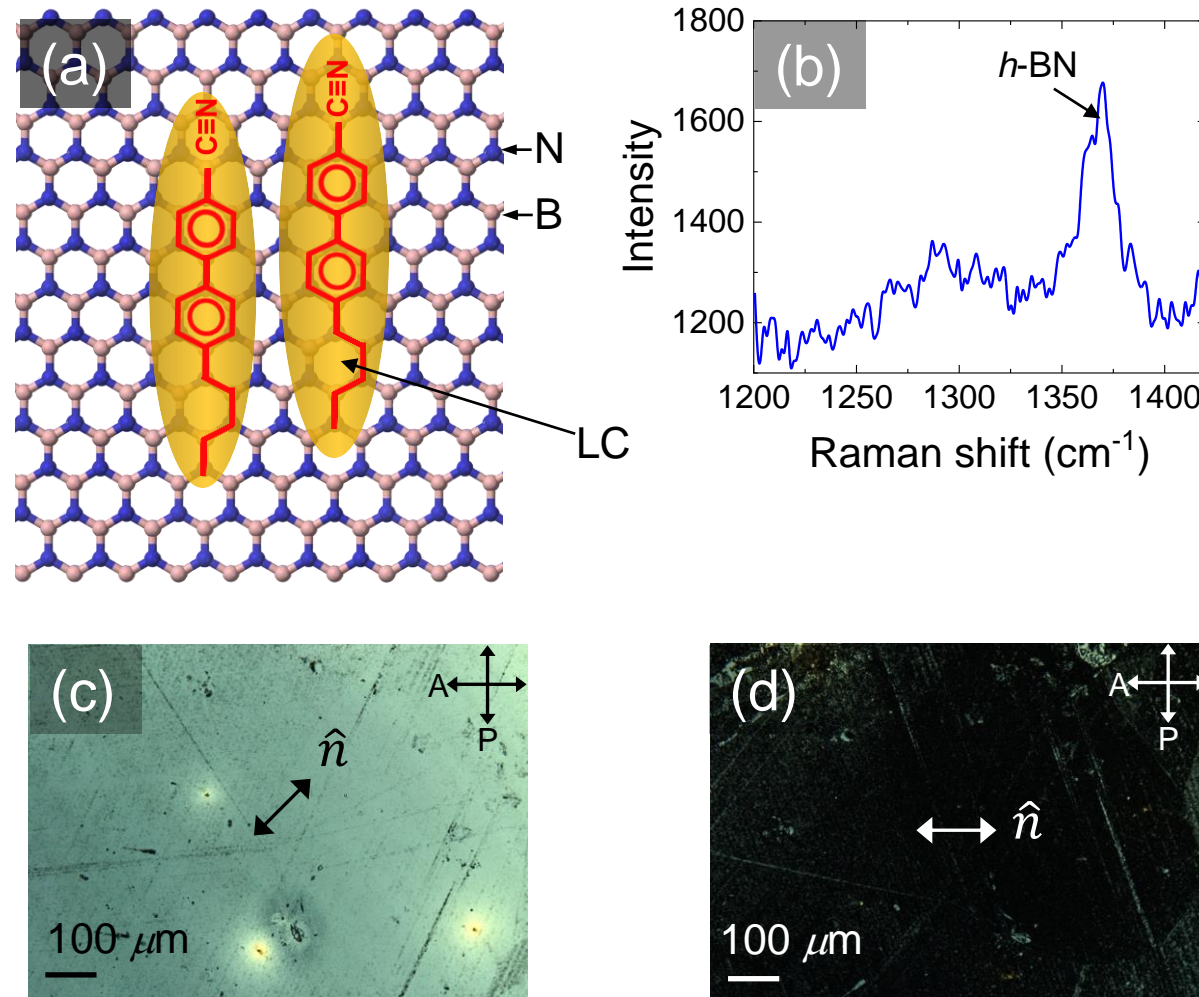 (a)
C≡N
C≡N
N
B
LC
(b)
h-BN
Intensity
1800
1600
1400
1200
1200 1250 1300 1350 1400
Raman shift (cm⁻¹)
(c)
A
P
n̂
100 μm
(d)
A
P
n̂
100 μm